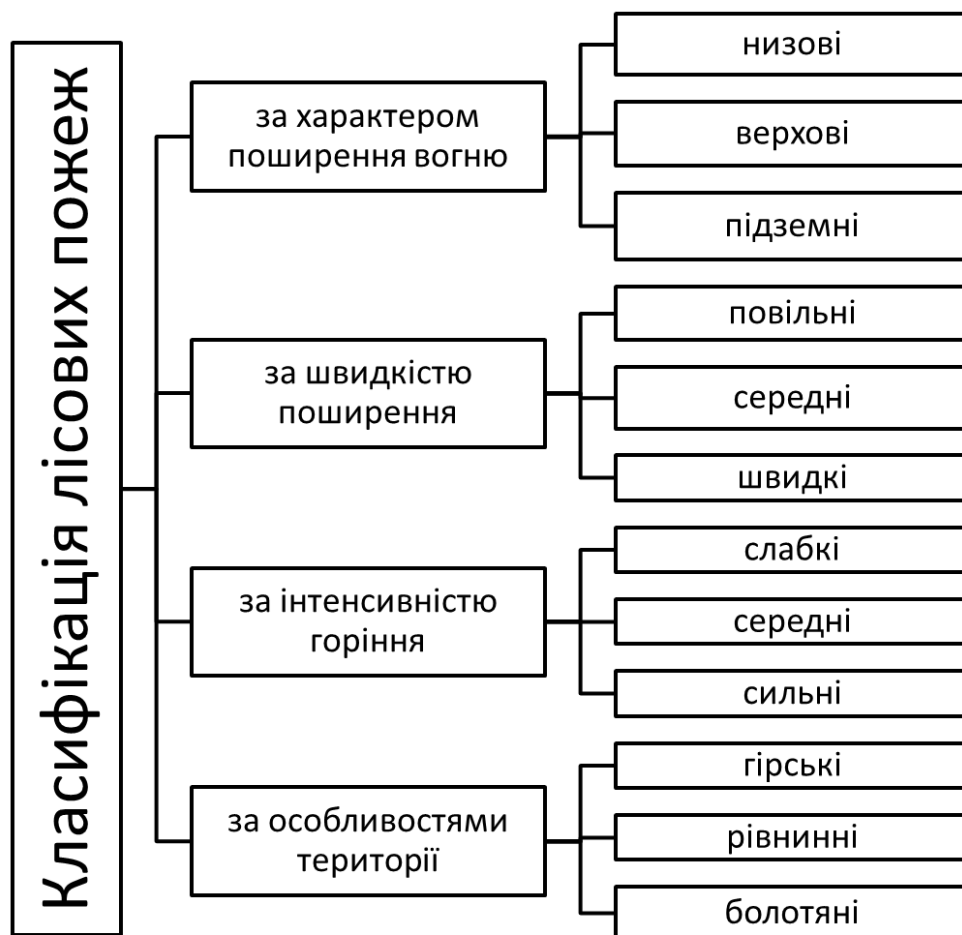 Класифікація лісових пожеж
за характером
поширення вогню
низові
верхові
підземні
за швидкістю
поширення
повільні
середні
швидкі
за інтенсивністю
горіння
слабкі
середні
сильні
за особливостями
території
гірські
рівнинні
болотяні